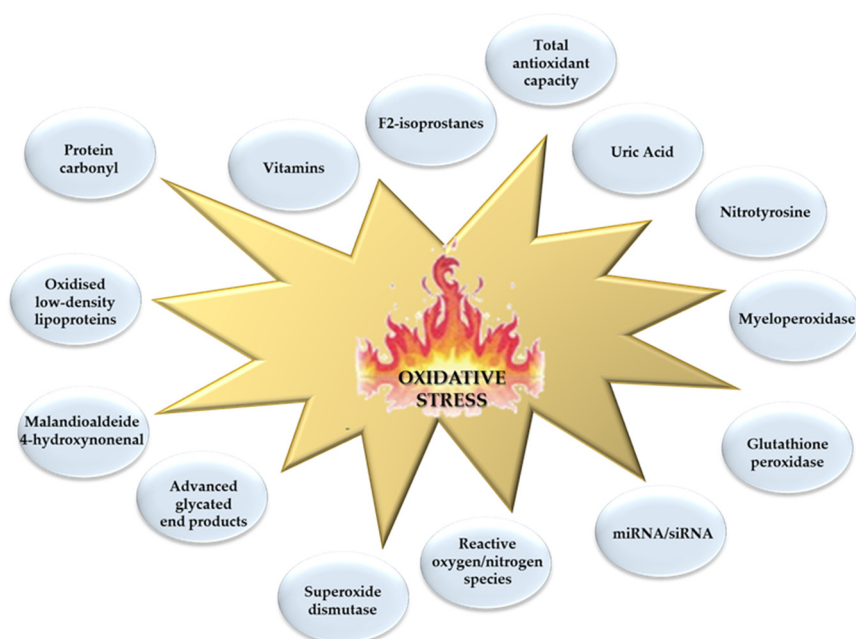 Total
antioxidant
capacity
F2-isoprostanes
Uric Acid
Protein
carbonyl
Vitamins
Nitrotyrosine
Oxidised
low-density
lipoproteins
Myeloperoxidase
OXIDATIVE
STRESS
Malandioaldeide
4-hydroxynonenal
Glutathione
peroxidase
Advanced
glycated
end products
miRNA/siRNA
Reactive
oxygen/nitrogen
species
Superoxide
dismutase